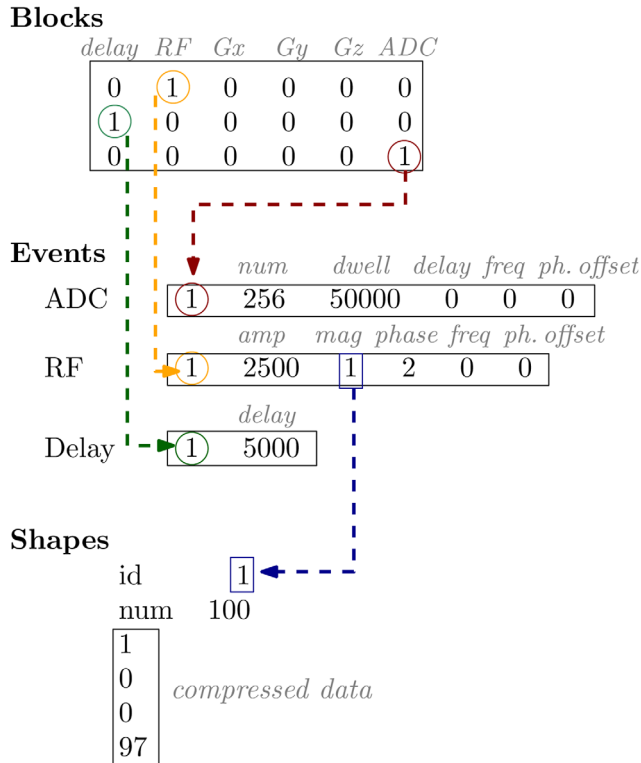 Blocks
delay RF Gx Gy Gz ADC
0 1 0 0 0 0
1 0 0 0 0 0
0 0 0 0 0 1
Events
num dwell delay freq ph. offset
ADC 1 256 50000 0 0 0
amp mag phase freq ph. offset
RF 1 2500 1 2 0 0
delay
Delay 1 5000
Shapes
id 1
num 100
1
0
compressed data
0
97